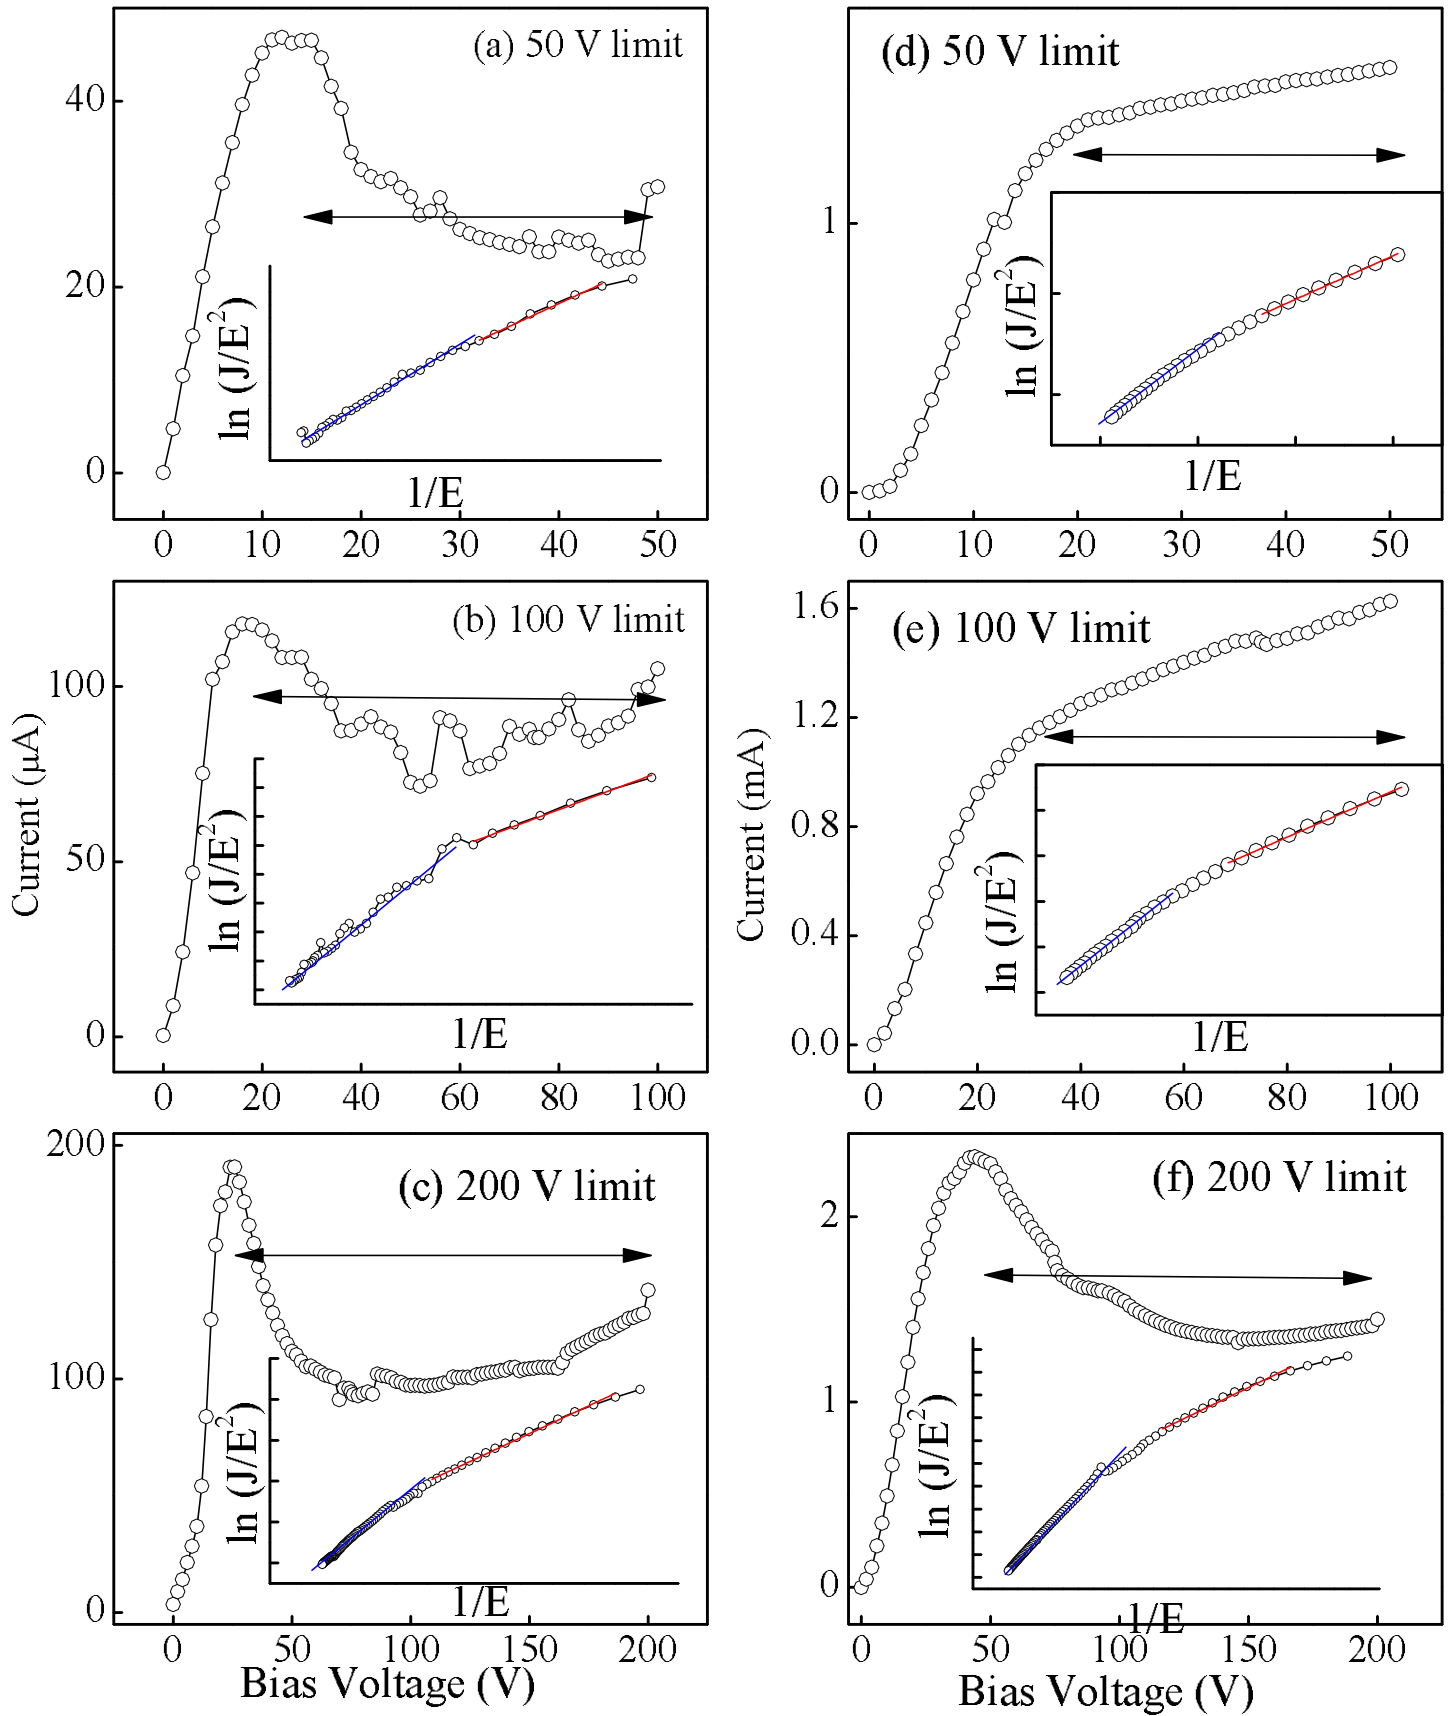 (a) 50 V limit
40
20
0
ln (J/E²)
1/E
0 10 20 30 40 50
(d) 50 V limit
1
0
ln (J/E²)
1/E
0 10 20 30 40 50
(b) 100 V limit
100
50
0
Current (μA)
ln (J/E²)
1/E
0 20 40 60 80 100
(e) 100 V limit
1.6
1.2
0.8
0.4
0.0
Current (mA)
ln (J/E²)
1/E
0 20 40 60 80 100
(c) 200 V limit
200
100
0
ln (J/E²)
1/E
0 50 100 150 200
Bias Voltage (V)
(f) 200 V limit
2
1
0
ln (J/E²)
1/E
0 50 100 150 200
Bias Voltage (V)